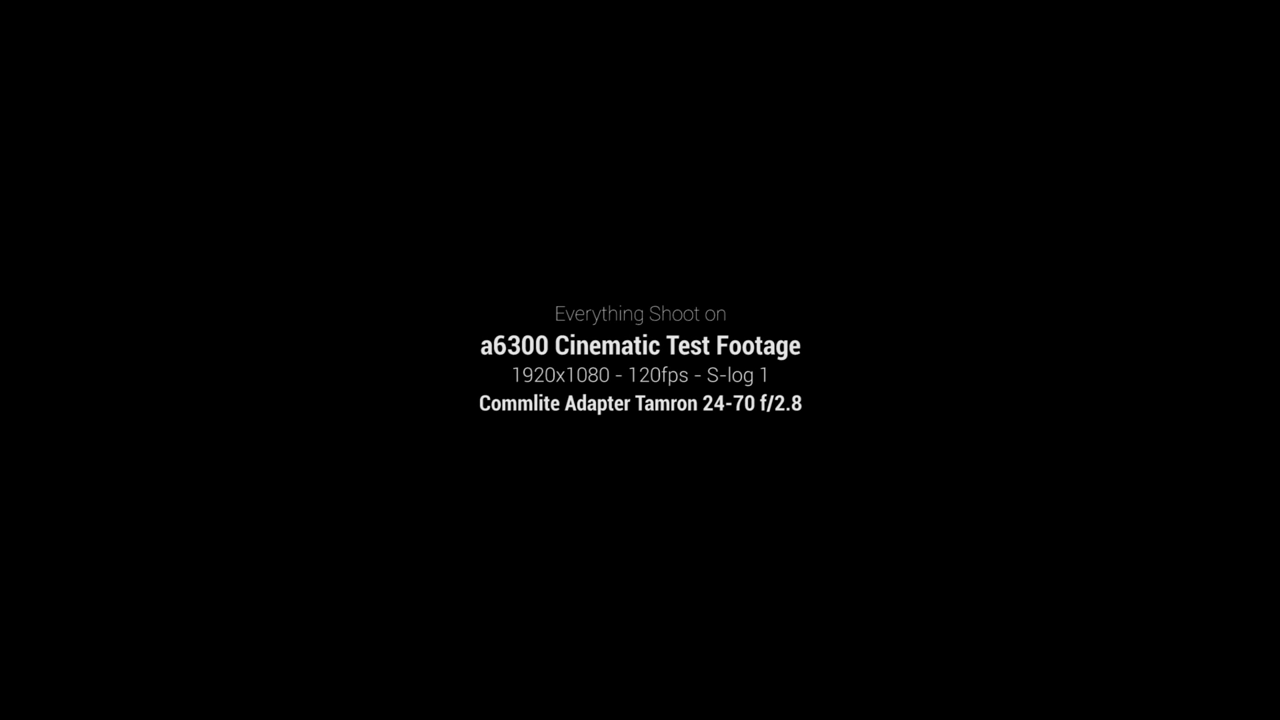 Everything Shoot on
a6300 Cinematic Test Footage
1920x1080 - 120fps - S-log 1
Commlite Adapter Tamron 24-70 f/2.8